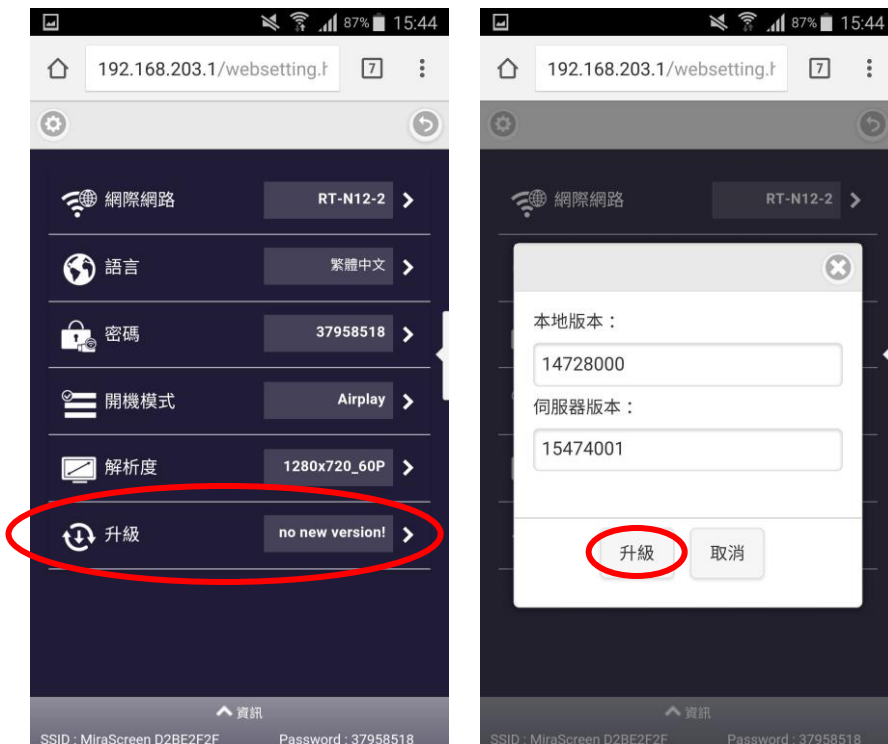 87% 15:44
192.168.203.1/websetting.h 7
網際網路 RT-N12-2
語言 繁體中文
密碼 37958518
開機模式 Airplay
解析度 1280x720_60P
升級 no new version!
資訊
SSID : MiraScreen D2BE2F2F Password : 37958518
87% 15:44
192.168.203.1/websetting.h 7
網際網路 RT-N12-2
本地版本：
14728000
伺服器版本：
15474001
升級 取消
資訊
SSID : MiraScreen D2BE2F2F Password : 37958518